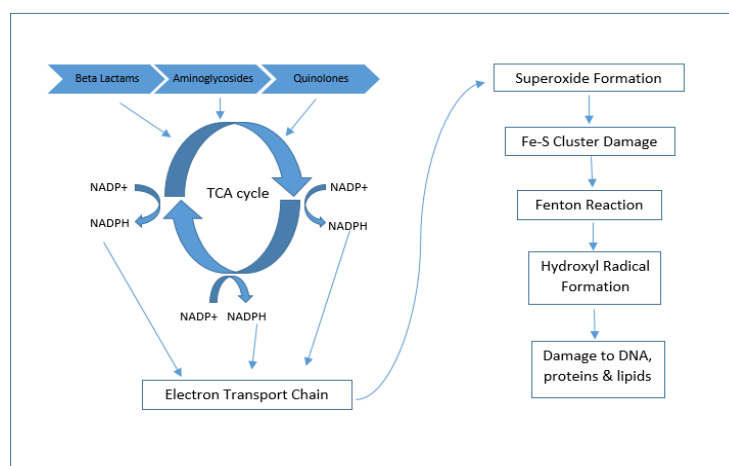 Beta Lactams
Aminoglycosides
Quinolones
TCA cycle
NADP+
NADPH
NADP+
NADPH
NADP+
NADPH
Electron Transport Chain
Superoxide Formation
Fe-S Cluster Damage
Fenton Reaction
Hydroxyl Radical
Formation
Damage to DNA,
proteins & lipids